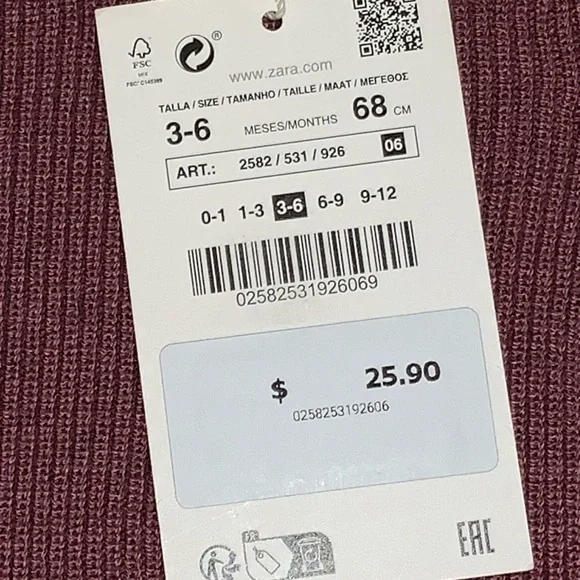 FSC
MIX
FSC® C145389
®
www.zara.com
TALLA / SIZE / TAMANHO / TAILLE / MAAT / ΜΕΓΕΘΟΣ
3-6 MESES/MONTHS 68 CM
ART.: 2582 / 531 / 926 06
0-1 1-3 3-6 6-9 9-12
02582531926069
$ 25.90
0258253192606
FR
EAC